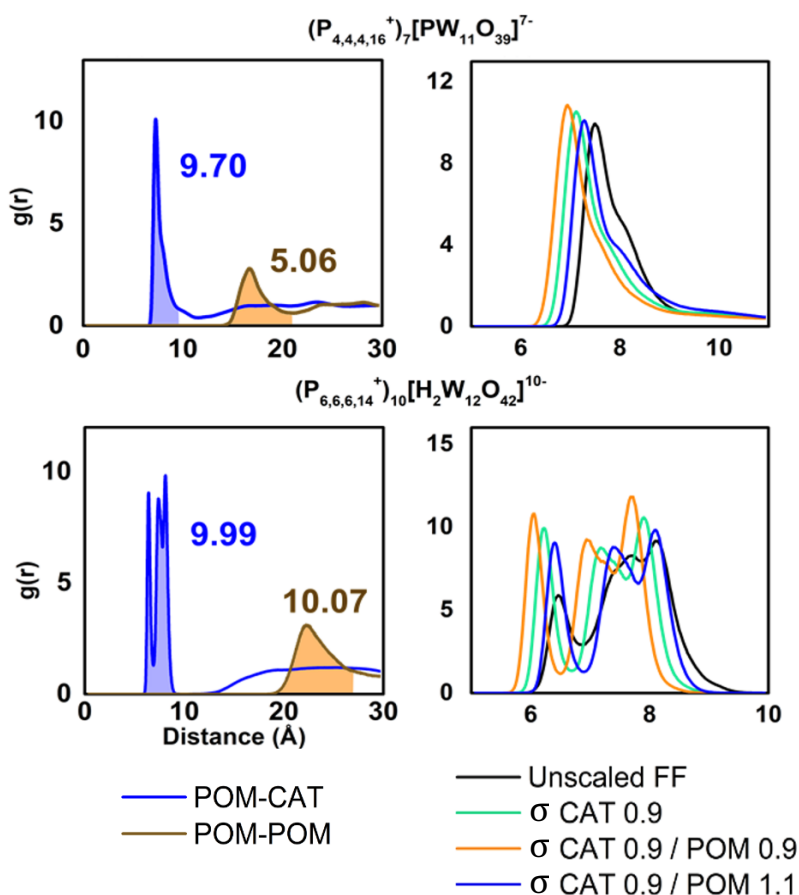 (P₄,₄,₄,₁₆⁺)₇[PW₁₁O₃₉]⁷⁻
g(r)
10
5
0
9.70
5.06
0 10 20 30
12
8
4
0
6 8 10
(P₆,₆,₆,₁₄⁺)₁₀[H₂W₁₂O₄₂]¹⁰⁻
g(r)
10
5
0
9.99
10.07
0 10 20 30
Distance (Å)
15
10
5
0
6 8 10
POM-CAT
POM-POM
Unscaled FF
σ CAT 0.9
σ CAT 0.9 / POM 0.9
σ CAT 0.9 / POM 1.1